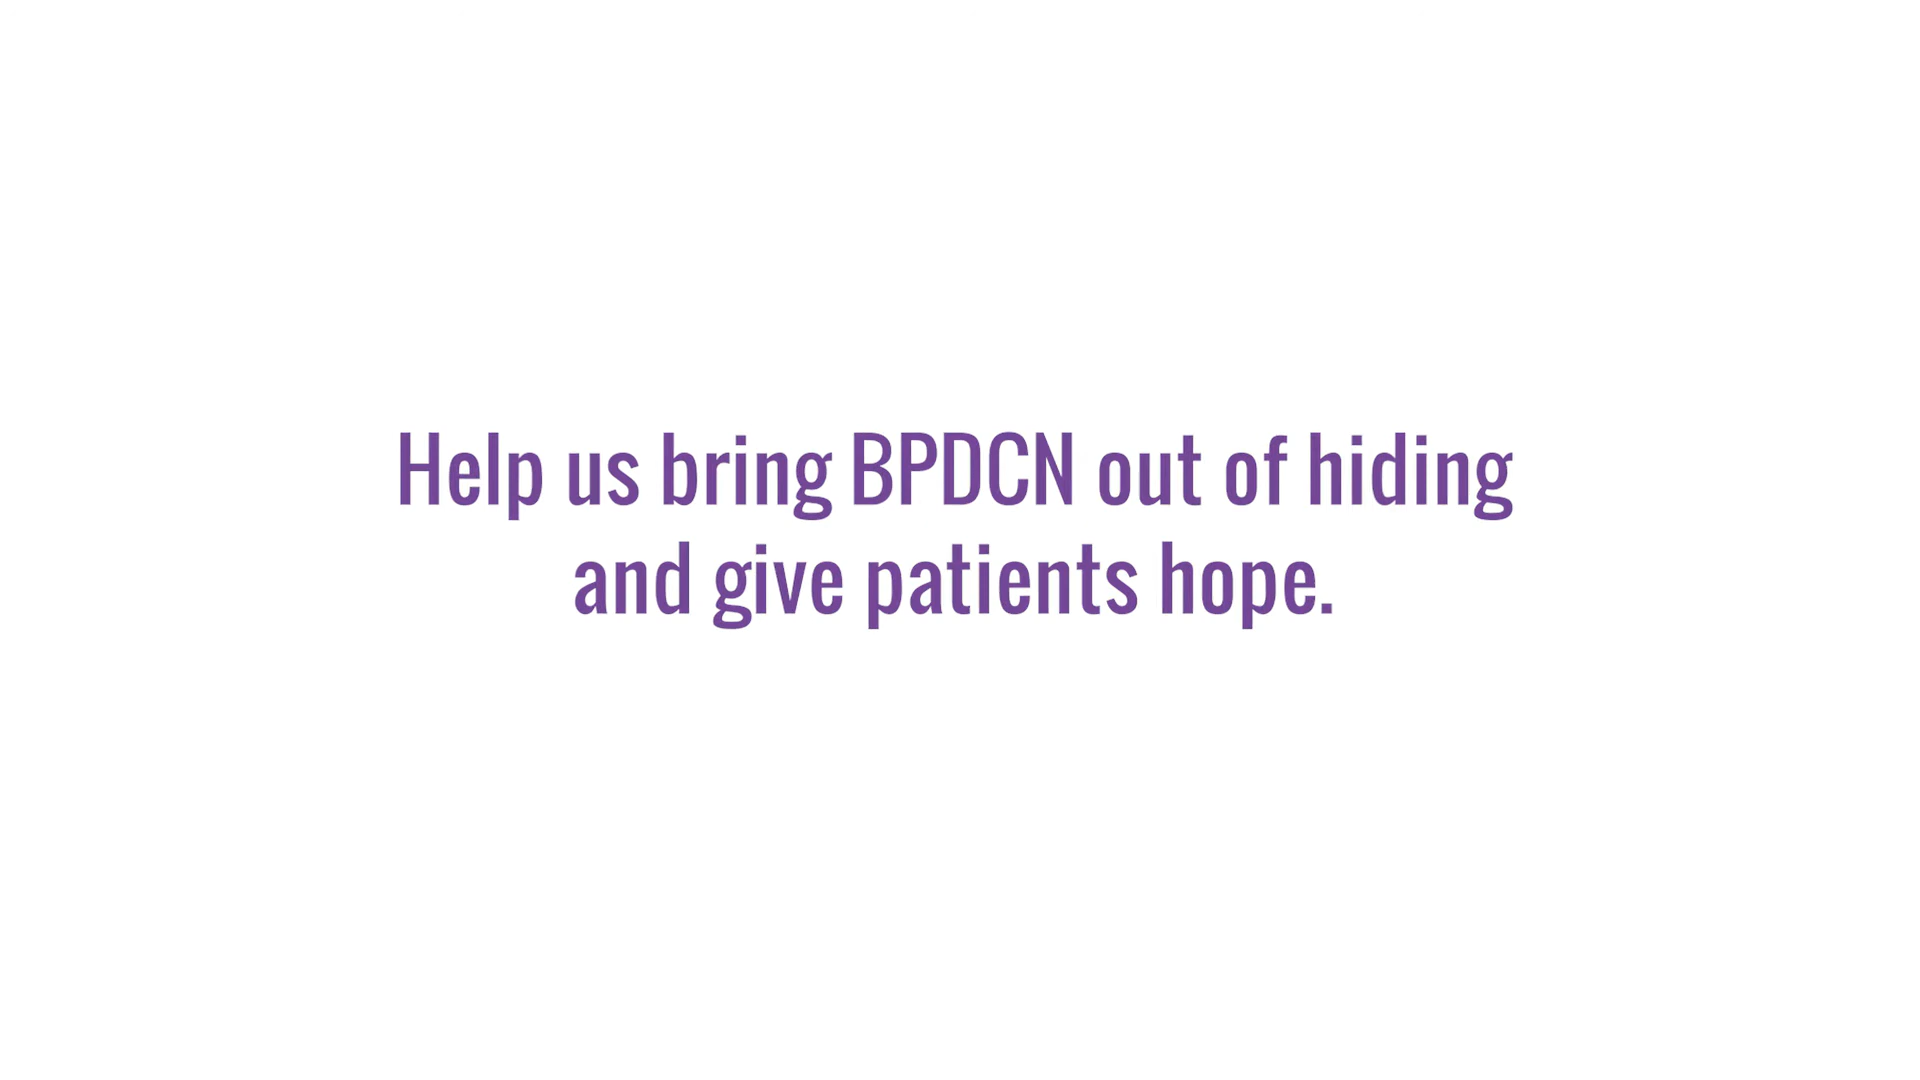 Help us bring BPDCN out of hiding
and give patients hope.